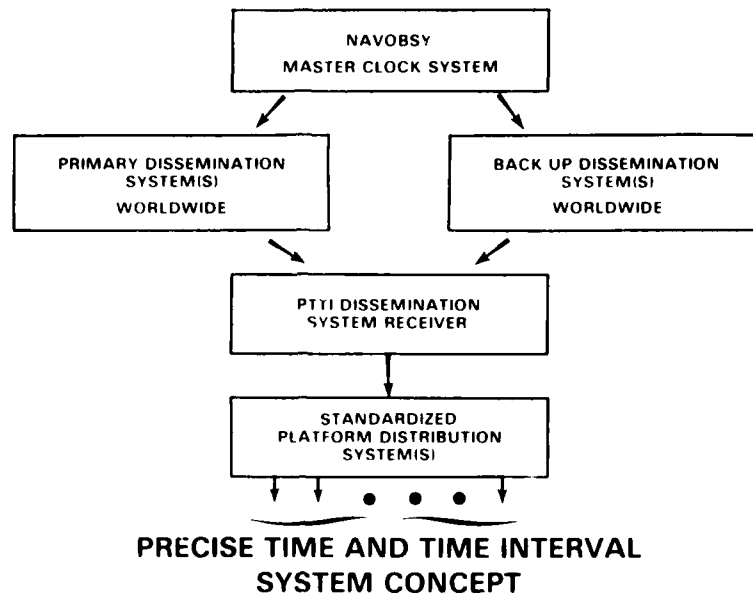 NAVOBSY
MASTER CLOCK SYSTEM
PRIMARY DISSEMINATION
SYSTEM(S)
WORLDWIDE
BACK UP DISSEMINATION
SYSTEM(S)
WORLDWIDE
PTTI DISSEMINATION
SYSTEM RECEIVER
STANDARDIZED
PLATFORM DISTRIBUTION
SYSTEM(S)
PRECISE TIME AND TIME INTERVAL
SYSTEM CONCEPT